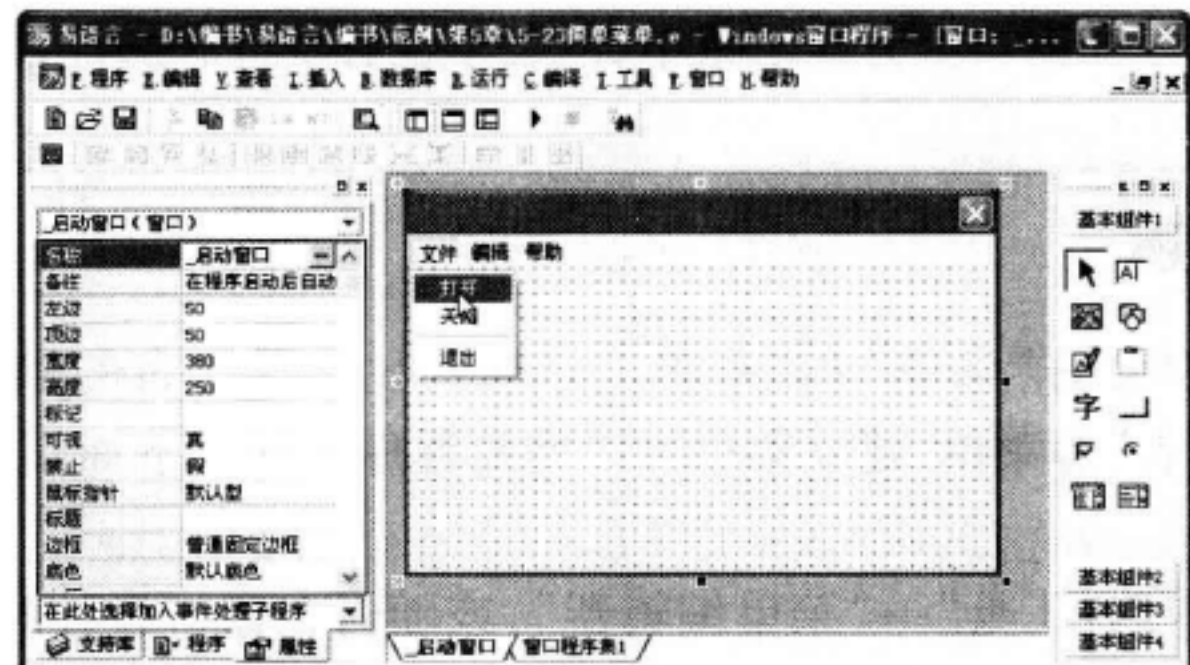 易语言 - D:\编书\易语言\编书\范例\第5章\5-23简单菜单.e - Windows窗口程序 - [窗口: _...
P.程序 E.编辑 V.查看 I.插入 B.数据库 R.运行 C.编译 T.工具 W.窗口 H.帮助
_启动窗口(窗口)
名称 _启动窗口
备注 在程序启动后自动
左边 50
顶边 50
宽度 380
高度 250
标记
可视 真
禁止 假
鼠标指针 默认型
标题
边框 普通固定边框
底色 默认底色
在此处选择加入事件处理子程序
支持库 程序 属性
文件 编辑 帮助
打开
关闭
退出
_启动窗口 窗口程序集1
基本组件1
字
基本组件2
基本组件3
基本组件4